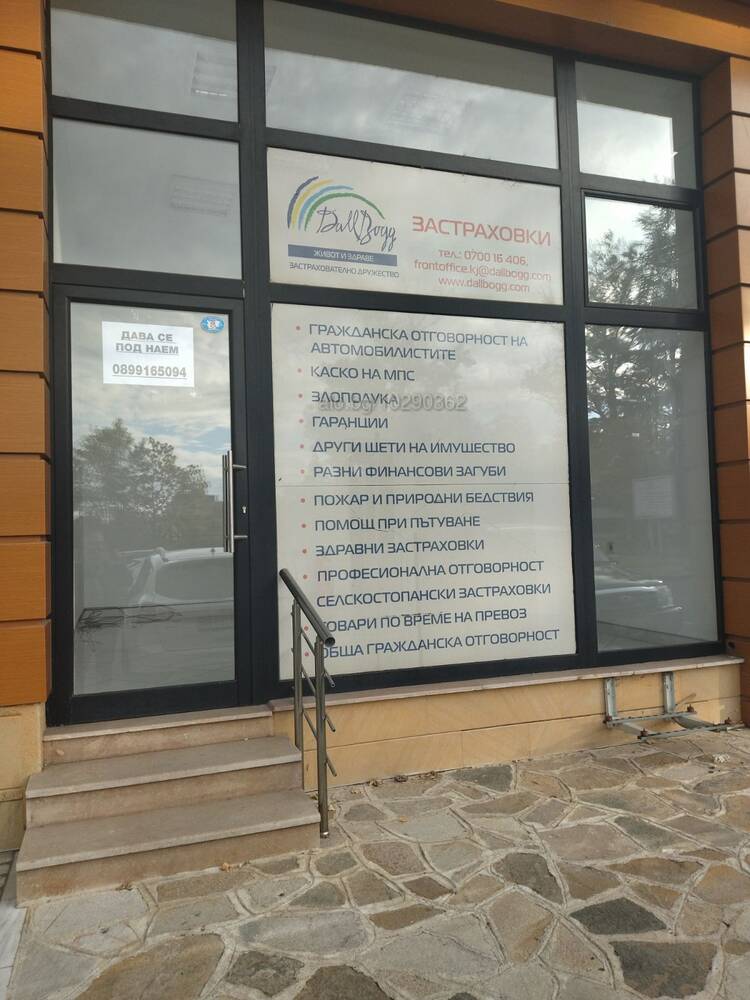 DallBogg
ЖИВОТ И ЗДРАВЕ
ЗАСТРАХОВАТЕЛНО ДРУЖЕСТВО
ЗАСТРАХОВКИ
тел.: 0700 16 406,
frontoffice.kj@dallbogg.com
www.dallbogg.com
ДАВА СЕ
ПОД НАЕМ
0899165094
• ГРАЖДАНСКА ОТГОВОРНОСТ НА
АВТОМОБИЛИСТИТЕ
• КАСКО НА МПС
• ЗЛОПОЛУКА
alo.bg 10290362
• ГАРАНЦИИ
• ДРУГИ ЩЕТИ НА ИМУЩЕСТВО
• РАЗНИ ФИНАНСОВИ ЗАГУБИ
• ПОЖАР И ПРИРОДНИ БЕДСТВИЯ
• ПОМОЩ ПРИ ПЪТУВАНЕ
• ЗДРАВНИ ЗАСТРАХОВКИ
• ПРОФЕСИОНАЛНА ОТГОВОРНОСТ
• СЕЛСКОСТОПАНСКИ ЗАСТРАХОВКИ
• ТОВАРИ ПО ВРЕМЕ НА ПРЕВОЗ
• ОБЩА ГРАЖДАНСКА ОТГОВОРНОСТ